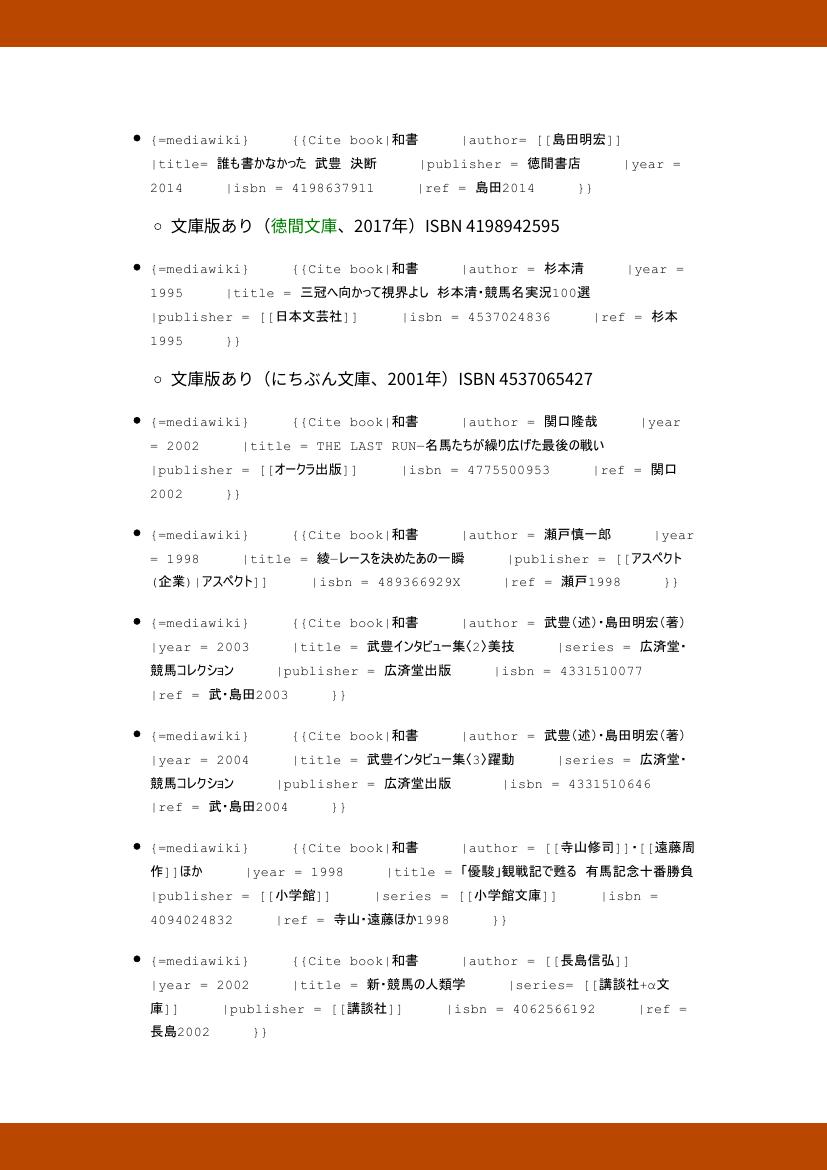 • {=mediawiki} {{Cite book|和書 |author= [[島田明宏]]
|title= 誰も書かなかった 武豊 決断 |publisher = 徳間書店 |year =
2014 |isbn = 4198637911 |ref = 島田2014 }}
○ 文庫版あり（徳間文庫、2017年）ISBN 4198942595
• {=mediawiki} {{Cite book|和書 |author = 杉本清 |year =
1995 |title = 三冠へ向かって視界よし 杉本清・競馬名実況100選
|publisher = [[日本文芸社]] |isbn = 4537024836 |ref = 杉本
1995 }}
○ 文庫版あり（にちぶん文庫、2001年）ISBN 4537065427
• {=mediawiki} {{Cite book|和書 |author = 関口隆哉 |year
= 2002 |title = THE LAST RUN―名馬たちが繰り広げた最後の戦い
|publisher = [[オークラ出版]] |isbn = 4775500953 |ref = 関口
2002 }}
• {=mediawiki} {{Cite book|和書 |author = 瀬戸慎一郎 |year
= 1998 |title = 綾―レースを決めたあの一瞬 |publisher = [[アスペクト
(企業)|アスペクト]] |isbn = 489366929X |ref = 瀬戸1998 }}
• {=mediawiki} {{Cite book|和書 |author = 武豊（述）・島田明宏（著）
|year = 2003 |title = 武豊インタビュー集〈2〉美技 |series = 広済堂・
競馬コレクション |publisher = 広済堂出版 |isbn = 4331510077
|ref = 武・島田2003 }}
• {=mediawiki} {{Cite book|和書 |author = 武豊（述）・島田明宏（著）
|year = 2004 |title = 武豊インタビュー集〈3〉躍動 |series = 広済堂・
競馬コレクション |publisher = 広済堂出版 |isbn = 4331510646
|ref = 武・島田2004 }}
• {=mediawiki} {{Cite book|和書 |author = [[寺山修司]]・[[遠藤周
作]]ほか |year = 1998 |title = 「優駿」観戦記で甦る 有馬記念十番勝負
|publisher = [[小学館]] |series = [[小学館文庫]] |isbn =
4094024832 |ref = 寺山・遠藤ほか1998 }}
• {=mediawiki} {{Cite book|和書 |author = [[長島信弘]]
|year = 2002 |title = 新・競馬の人類学 |series= [[講談社+α文
庫]] |publisher = [[講談社]] |isbn = 4062566192 |ref =
長島2002 }}